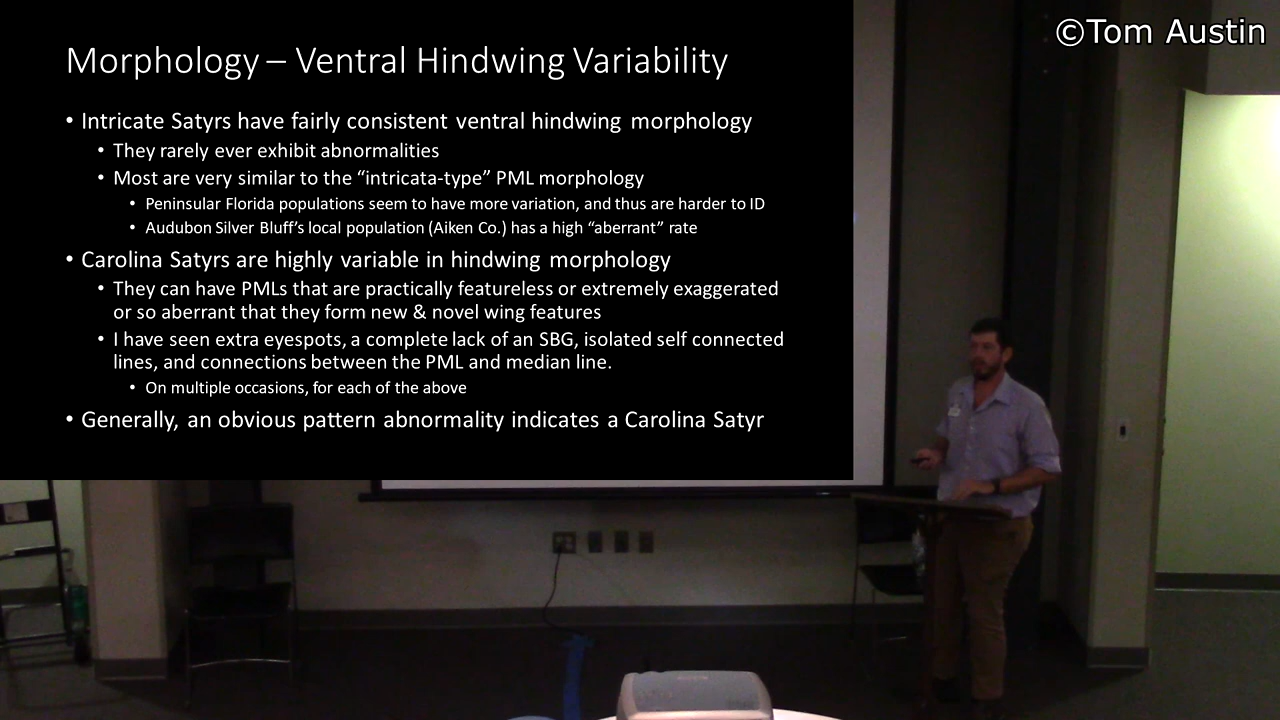 ©Tom Austin
Morphology – Ventral Hindwing Variability
• Intricate Satyrs have fairly consistent ventral hindwing morphology
• They rarely ever exhibit abnormalities
• Most are very similar to the “intricata-type” PML morphology
• Peninsular Florida populations seem to have more variation, and thus are harder to ID
• Audubon Silver Bluff’s local population (Aiken Co.) has a high “aberrant” rate
• Carolina Satyrs are highly variable in hindwing morphology
• They can have PMLs that are practically featureless or extremely exaggerated
or so aberrant that they form new & novel wing features
• I have seen extra eyespots, a complete lack of an SBG, isolated self connected
lines, and connections between the PML and median line.
• On multiple occasions, for each of the above
• Generally, an obvious pattern abnormality indicates a Carolina Satyr